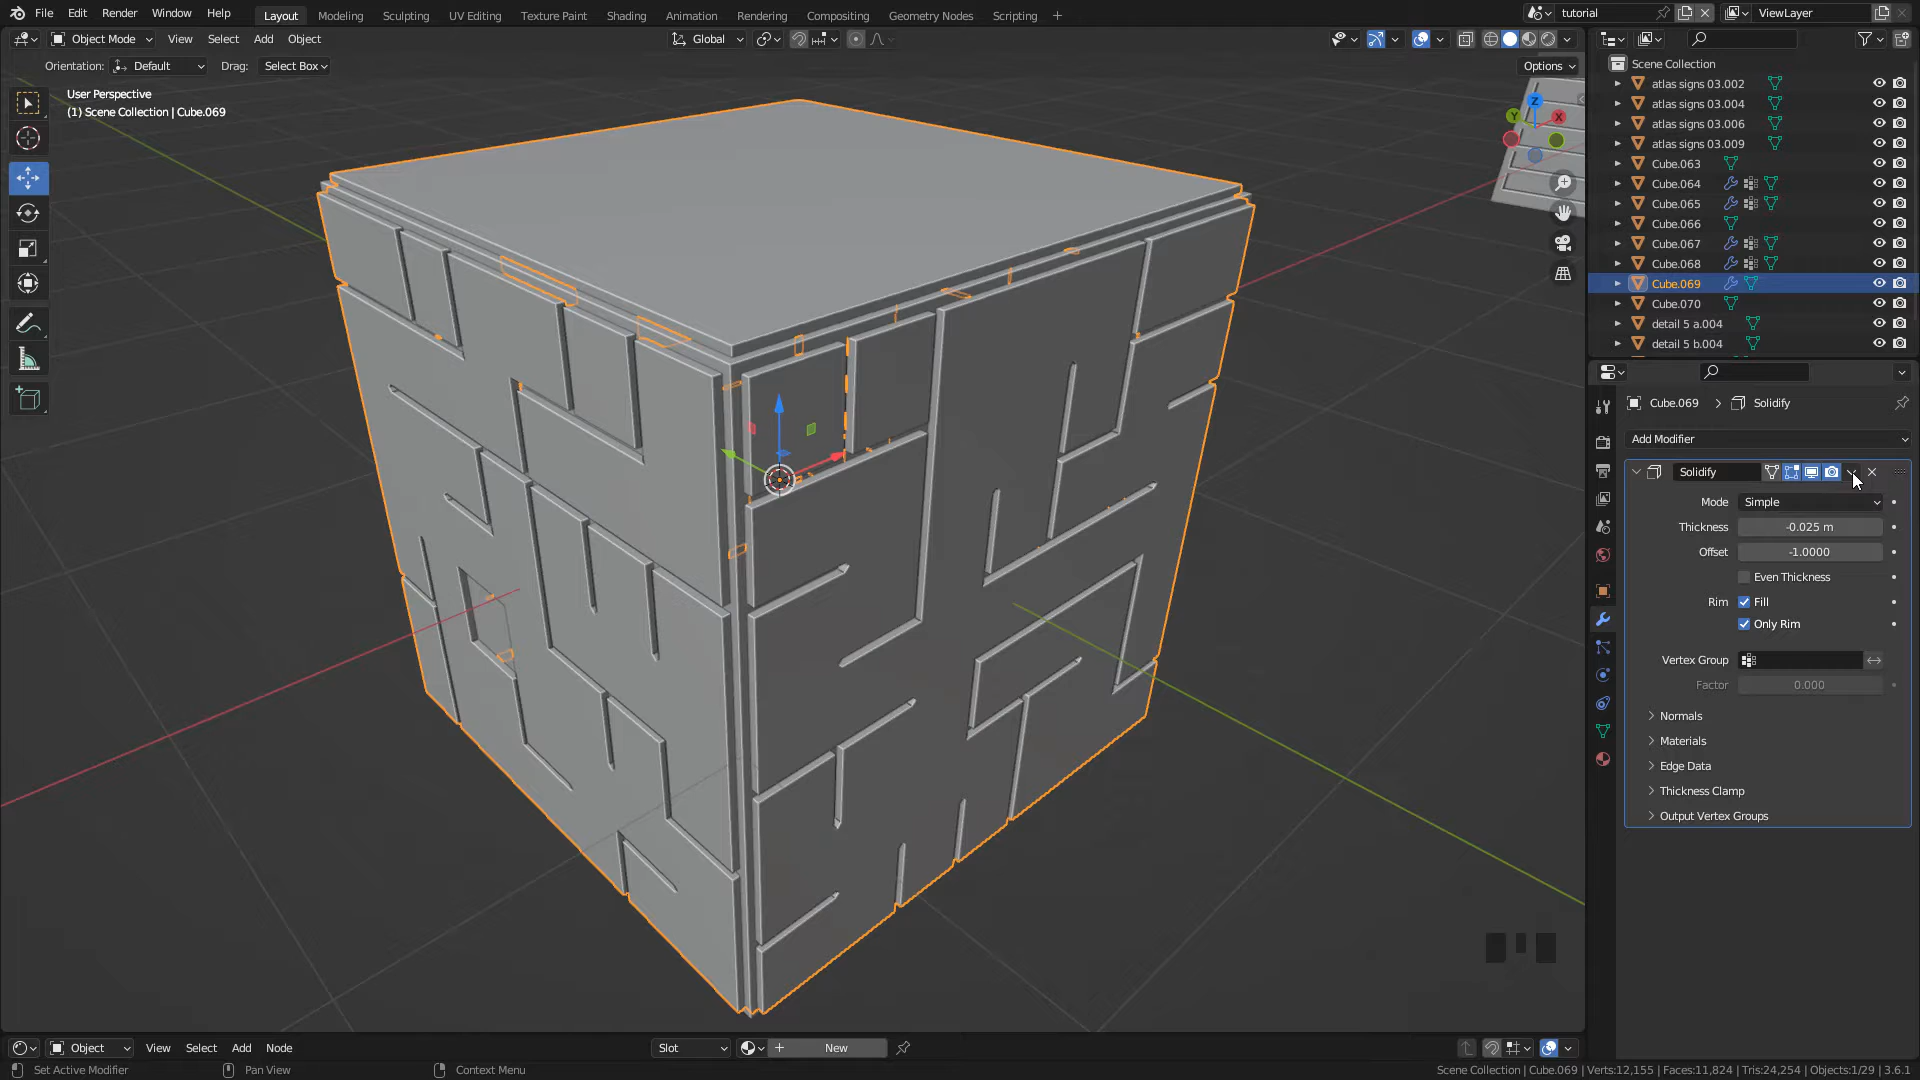 File Edit Render Window Help Layout Modeling Sculpting UV Editing Texture Paint Shading Animation Rendering Compositing Geometry Nodes Scripting + tutorial ViewLayer
Object Mode View Select Add Object Global
Orientation: Default Drag: Select Box Options
User Perspective
(1) Scene Collection | Cube.069
Z
Y
X
Scene Collection
atlas signs 03.002
atlas signs 03.004
atlas signs 03.006
atlas signs 03.009
Cube.063
Cube.064
Cube.065
Cube.066
Cube.067
Cube.068
Cube.069
Cube.070
detail 5 a.004
detail 5 b.004
Cube.069 > Solidify
Add Modifier
Solidify
Mode Simple
Thickness -0.025 m
Offset -1.0000
Even Thickness
Rim Fill
Only Rim
Vertex Group
Factor 0.000
Normals
Materials
Edge Data
Thickness Clamp
Output Vertex Groups
Object View Select Add Node Slot New
Set Active Modifier Pan View Context Menu Scene Collection | Cube.069 | Verts:12,155 | Faces:11,824 | Tris:24,254 | Objects:1/29 | 3.6.1